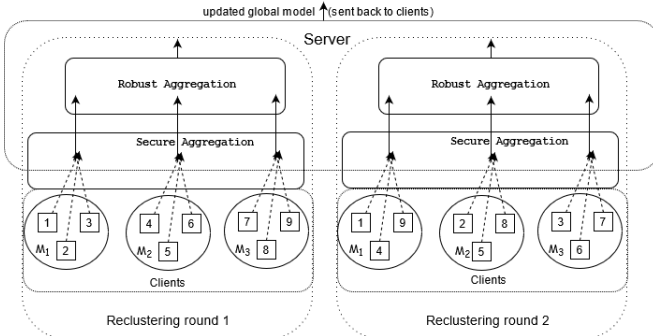 updated global model (sent back to clients)
Server
Robust Aggregation
Robust Aggregation
Secure Aggregation
Secure Aggregation
1 3 4 6 7 9
M1 2 M2 5 M3 8
1 9 2 8 3 7
M1 4 M2 5 M3 6
Clients
Clients
Reclustering round 1
Reclustering round 2